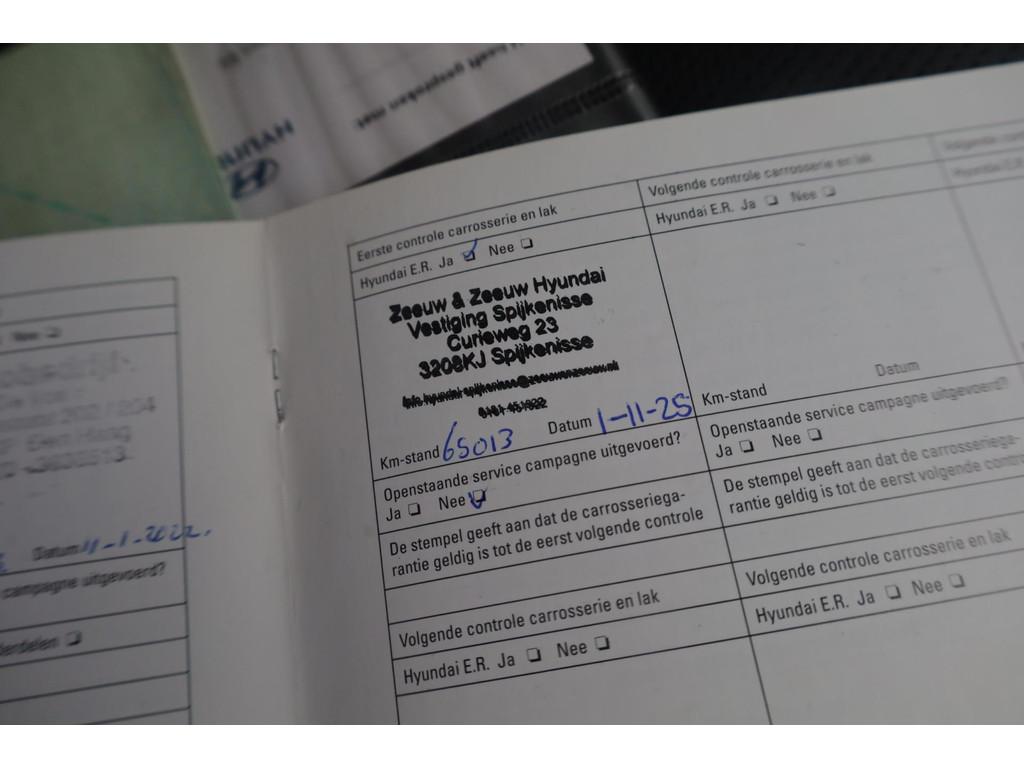 HYUNDAI
Nee
Datum 11-1-2022.
campagne uitgevoerd?
Eerste controle carrosserie en lak
Hyundai E.R. Ja Nee
Zeeuw & Zeeuw Hyundai
Vestiging Spijkenisse
Curieweg 23
3208KJ Spijkenisse
Km-stand 65013 Datum 1-11-25
Openstaande service campagne uitgevoerd?
Ja Nee
De stempel geeft aan dat de carrosseriega-
rantie geldig is tot de eerst volgende controle
Volgende controle carrosserie en lak
Hyundai E.R. Ja Nee
Volgende controle carrosserie en lak
Hyundai E.R. Ja Nee
Km-stand Datum
Openstaande service campagne uitgevoerd?
Ja Nee
De stempel geeft aan dat de carrosseriega-
rantie geldig is tot de eerst volgende contro
Volgende controle carrosserie en lak
Hyundai E.R. Ja Nee